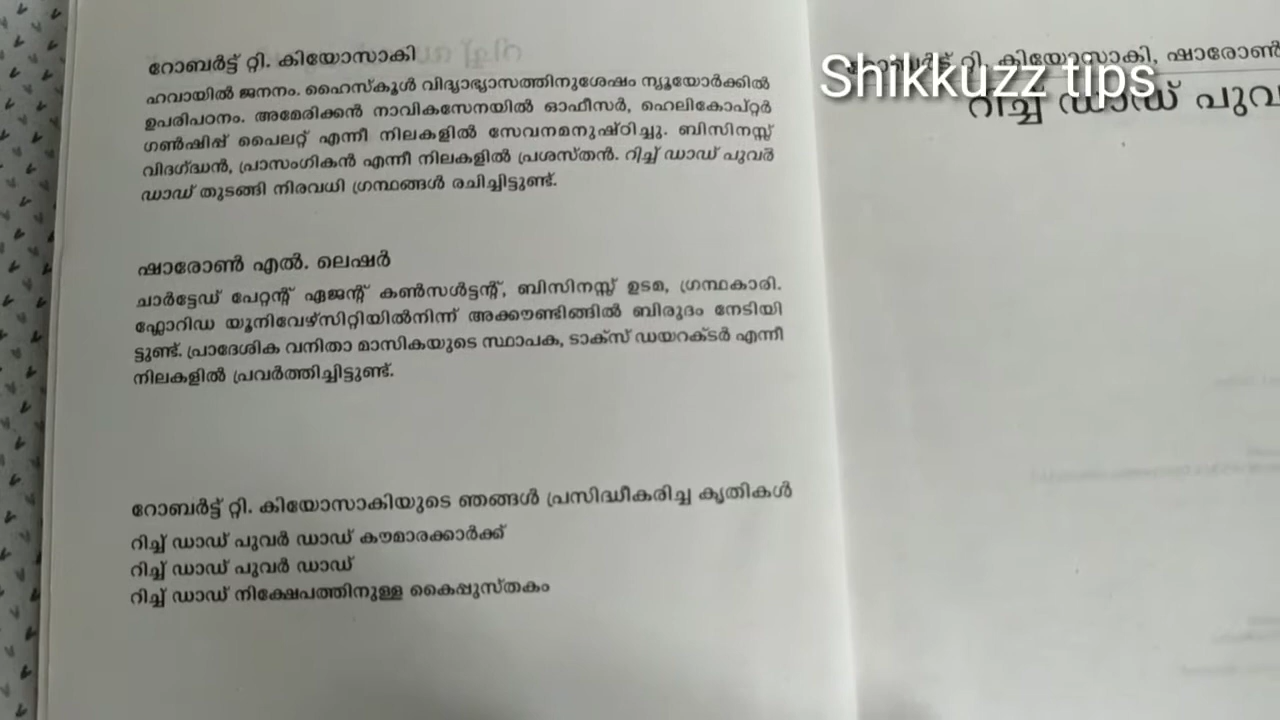 റോബർട്ട് റ്റി. കിയോസാക്കി
ഹവായിൽ ജനനം. ഹൈസ്കൂൾ വിദ്യാഭ്യാസത്തിനുശേഷം ന്യൂയോർക്കിൽ
ഉപരിപഠനം. അമേരിക്കൻ നാവികസേനയിൽ ഓഫീസർ, ഹെലികോപ്റ്റർ
ഗൺഷിപ്പ് പൈലറ്റ് എന്നീ നിലകളിൽ സേവനമനുഷ്ഠിച്ചു. ബിസിനസ്സ്
വിദഗ്ദ്ധൻ, പ്രാസംഗികൻ എന്നീ നിലകളിൽ പ്രശസ്തൻ. റിച്ച് ഡാഡ് പുവർ
ഡാഡ് തുടങ്ങി നിരവധി ഗ്രന്ഥങ്ങൾ രചിച്ചിട്ടുണ്ട്.
ഷാരോൺ എൽ. ലെഷർ
ചാർട്ടേഡ് പേറ്റന്റ് ഏജന്റ് കൺസൾട്ടന്റ്, ബിസിനസ്സ് ഉടമ, ഗ്രന്ഥകാരി.
ഫ്ലോറിഡ യൂനിവേഴ്സിറ്റിയിൽനിന്ന് അക്കൗണ്ടിങ്ങിൽ ബിരുദം നേടിയി
ട്ടുണ്ട്. പ്രാദേശിക വനിതാ മാസികയുടെ സ്ഥാപക, ടാക്സ് ഡയറക്ടർ എന്നീ
നിലകളിൽ പ്രവർത്തിച്ചിട്ടുണ്ട്.
റോബർട്ട് റ്റി. കിയോസാകിയുടെ ഞങ്ങൾ പ്രസിദ്ധീകരിച്ച കൃതികൾ
റിച്ച് ഡാഡ് പുവർ ഡാഡ് കൗമാരക്കാർക്ക്
റിച്ച് ഡാഡ് പുവർ ഡാഡ്
റിച്ച് ഡാഡ് നിക്ഷേപത്തിനുള്ള കൈപ്പുസ്തകം
Shikkuzz tips
റോബർട്ട് റ്റി. കിയോസാകി, ഷാരോൺ
റിച്ച് ഡാഡ് പുവ